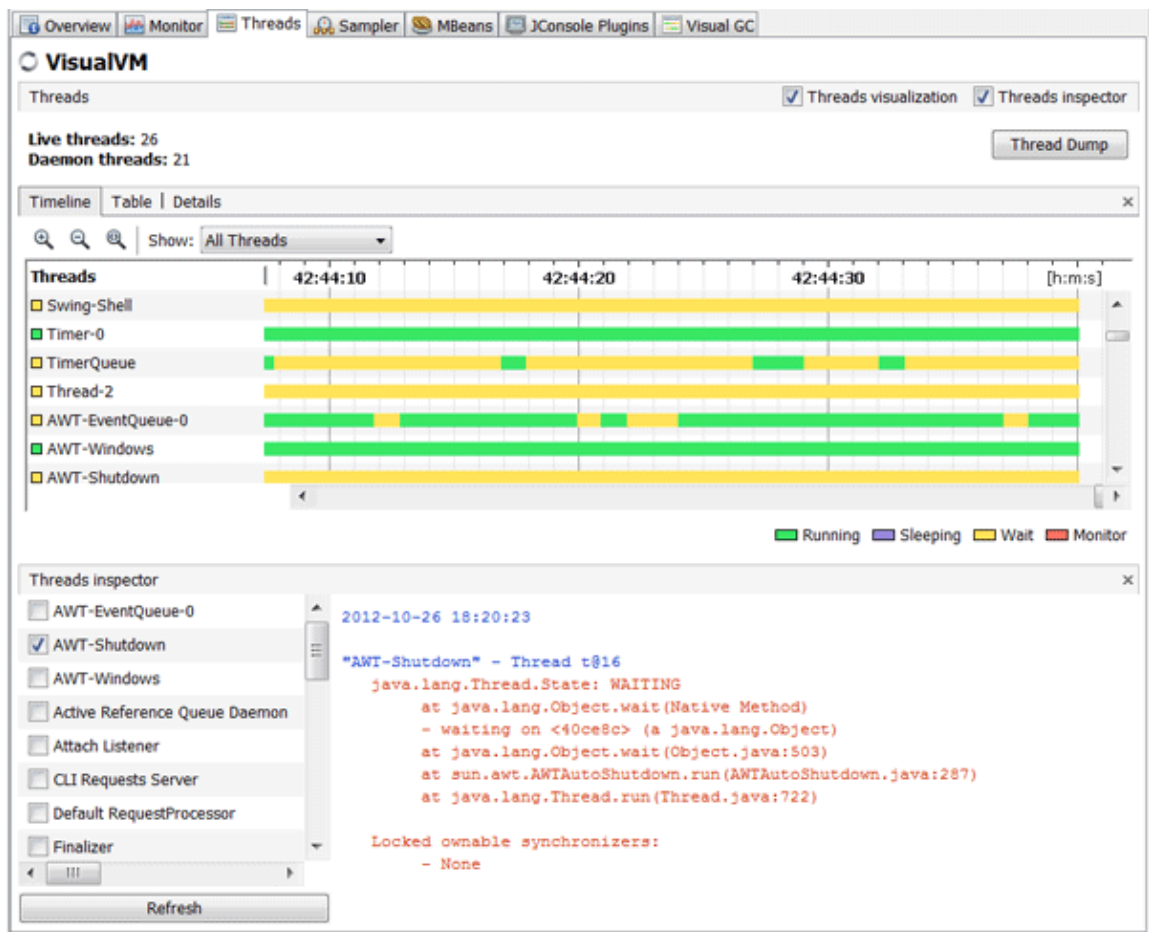 Overview Monitor Threads Sampler MBeans JConsole Plugins Visual GC
VisualVM
Threads Threads visualization Threads inspector
Live threads: 26
Daemon threads: 21
Thread Dump
Timeline Table | Details
Show: All Threads
Threads 42:44:10 42:44:20 42:44:30 [h:m:s]
Swing-Shell
Timer-0
TimerQueue
Thread-2
AWT-EventQueue-0
AWT-Windows
AWT-Shutdown
Running Sleeping Wait Monitor
Threads inspector
AWT-EventQueue-0
AWT-Shutdown
AWT-Windows
Active Reference Queue Daemon
Attach Listener
CLI Requests Server
Default RequestProcessor
Finalizer
Refresh
2012-10-26 18:20:23
"AWT-Shutdown" - Thread t@16
java.lang.Thread.State: WAITING
at java.lang.Object.wait(Native Method)
- waiting on <40ce8c> (a java.lang.Object)
at java.lang.Object.wait(Object.java:503)
at sun.awt.AWTAutoShutdown.run(AWTAutoShutdown.java:287)
at java.lang.Thread.run(Thread.java:722)
Locked ownable synchronizers:
- None